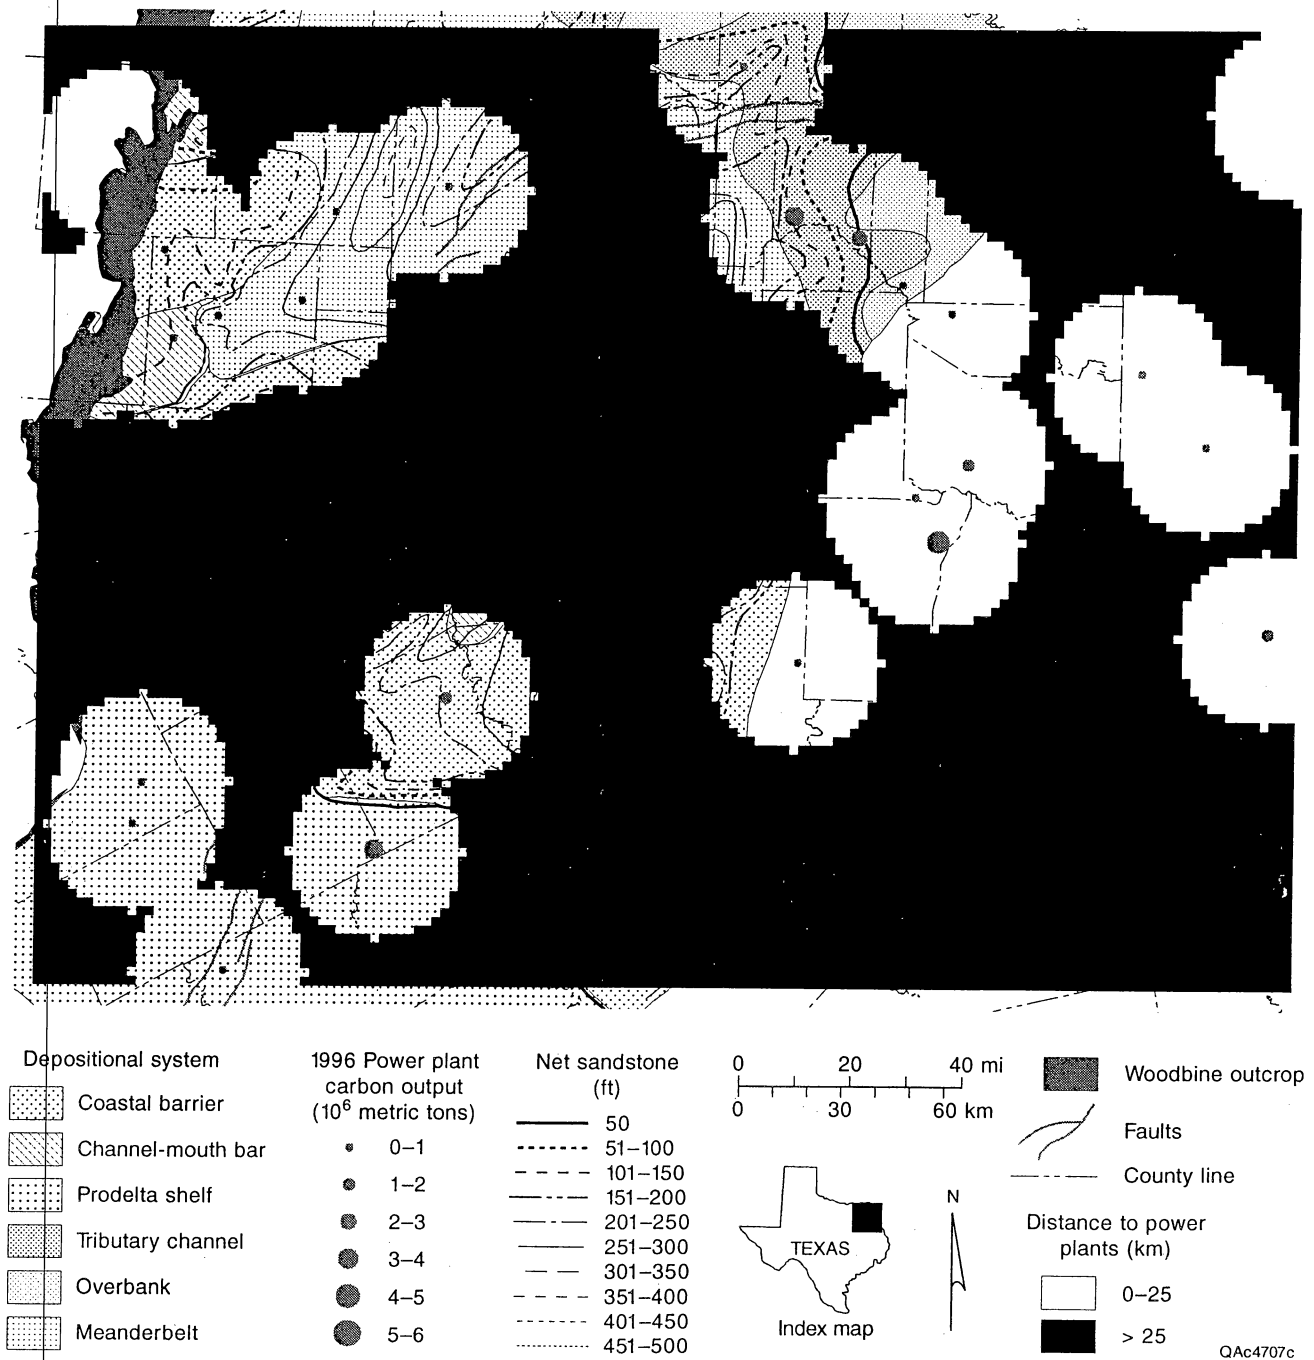 Depositional system
Coastal barrier
Channel-mouth bar
Prodelta shelf
Tributary channel
Overbank
Meanderbelt
1996 Power plant
carbon output
(10⁶ metric tons)
0–1
1–2
2–3
3–4
4–5
5–6
Net sandstone
(ft)
50
51–100
101–150
151–200
201–250
251–300
301–350
351–400
401–450
451–500
0 20 40 mi
0 30 60 km
TEXAS
Index map
N
Woodbine outcrop
Faults
County line
Distance to power
plants (km)
0–25
> 25
QAc4707c